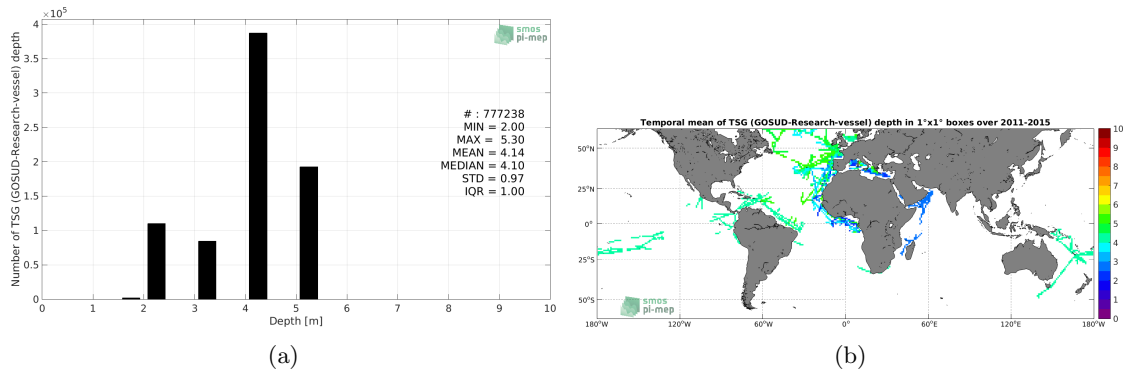 ×10⁵
4
3.5
3
2.5
2
1.5
1
0.5
0
Number of TSG (GOSUD-Research-vessel) depth
smos
pi-mep
# : 777238
MIN = 2.00
MAX = 5.30
MEAN = 4.14
MEDIAN = 4.10
STD = 0.97
IQR = 1.00
0 1 2 3 4 5 6 7 8 9 10
Depth [m]
(a)
Temporal mean of TSG (GOSUD-Research-vessel) depth in 1°x1° boxes over 2011-2015
50°N
25°N
0°
25°S
50°S
smos
pi-mep
180°W 120°W 60°W 0° 60°E 120°E 180°W
10
9
8
7
6
5
4
3
2
1
0
(b)